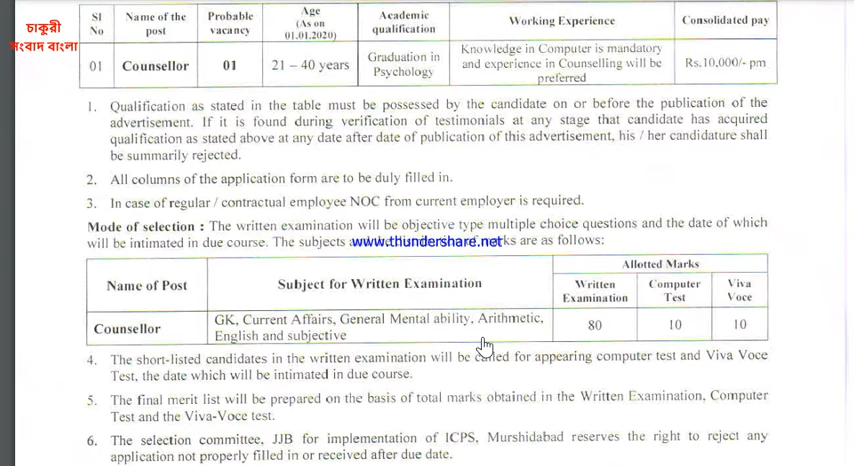 চাকুরী
সংবাদ বাংলা
Sl No
Name of the post
Probable vacancy
Age (As on 01.01.2020)
Academic qualification
Working Experience
Consolidated pay
01
Counsellor
01
21 – 40 years
Graduation in Psychology
Knowledge in Computer is mandatory
and experience in Counselling will be
preferred
Rs.10,000/- pm
1. Qualification as stated in the table must be possessed by the candidate on or before the publication of the
advertisement. If it is found during verification of testimonials at any stage that candidate has acquired
qualification as stated above at any date after date of publication of this advertisement, his / her candidature shall
be summarily rejected.
2. All columns of the application form are to be duly filled in.
3. In case of regular / contractual employee NOC from current employer is required.
Mode of selection : The written examination will be objective type multiple choice questions and the date of which
will be intimated in due course. The subjects www.thundershare.net marks are as follows:
Name of Post
Subject for Written Examination
Allotted Marks
Written Examination
Computer Test
Viva Voce
Counsellor
GK, Current Affairs, General Mental ability, Arithmetic,
English and subjective
80
10
10
4. The short-listed candidates in the written examination will be called for appearing computer test and Viva Voce
Test, the date which will be intimated in due course.
5. The final merit list will be prepared on the basis of total marks obtained in the Written Examination, Computer
Test and the Viva-Voce test.
6. The selection committee, JJB for implementation of ICPS, Murshidabad reserves the right to reject any
application not properly filled in or received after due date.